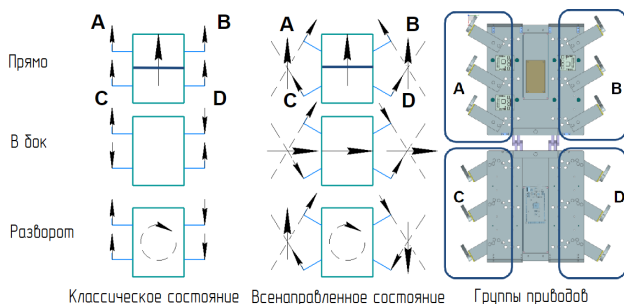 A B A B
Прямо
A B
C D C D
В бок
C D
Разворот
Классическое состояние Всенаправленное состояние Группы приводов